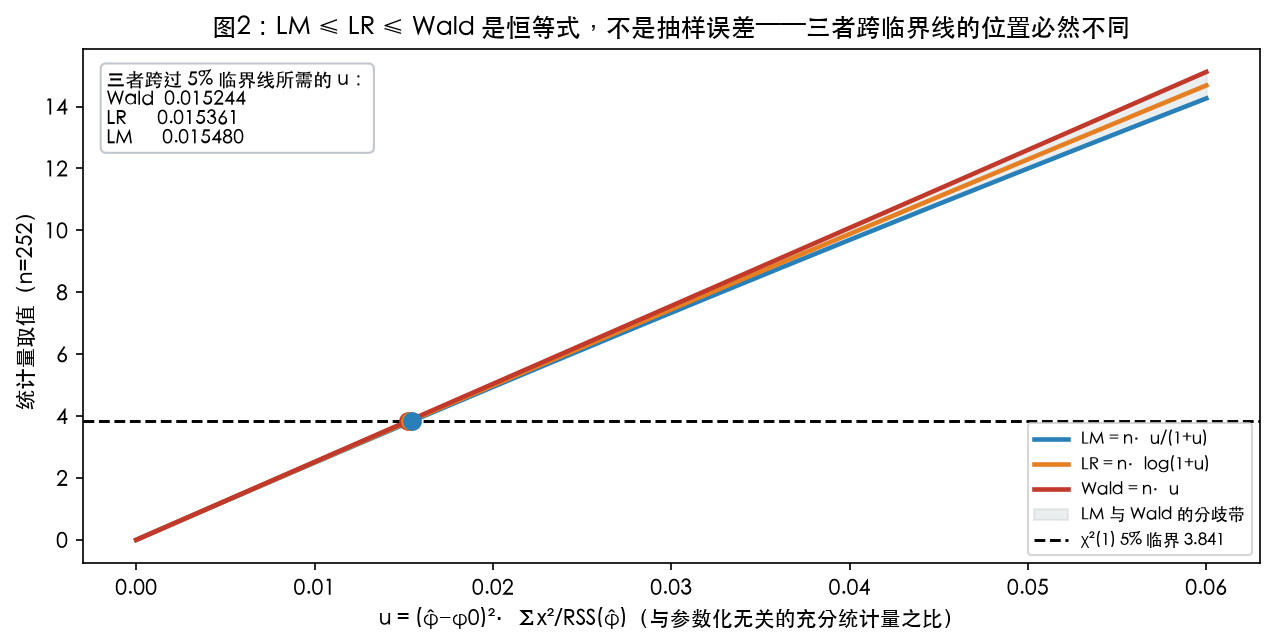 图2：LM ≤ LR ≤ Wald 是恒等式，不是抽样误差——三者跨临界线的位置必然不同
三者跨过 5% 临界线所需的 u：
Wald 0.015244
LR 0.015361
LM 0.015480
统计量取值（n=252）
14
12
10
8
6
4
2
0
LM = n· u/(1+u)
LR = n· log(1+u)
Wald = n· u
LM 与 Wald 的分歧带
χ²(1) 5% 临界 3.841
0.00 0.01 0.02 0.03 0.04 0.05 0.06
u = (φ̂−φ0)²· Σx²/RSS(φ̂)（与参数化无关的充分统计量之比）